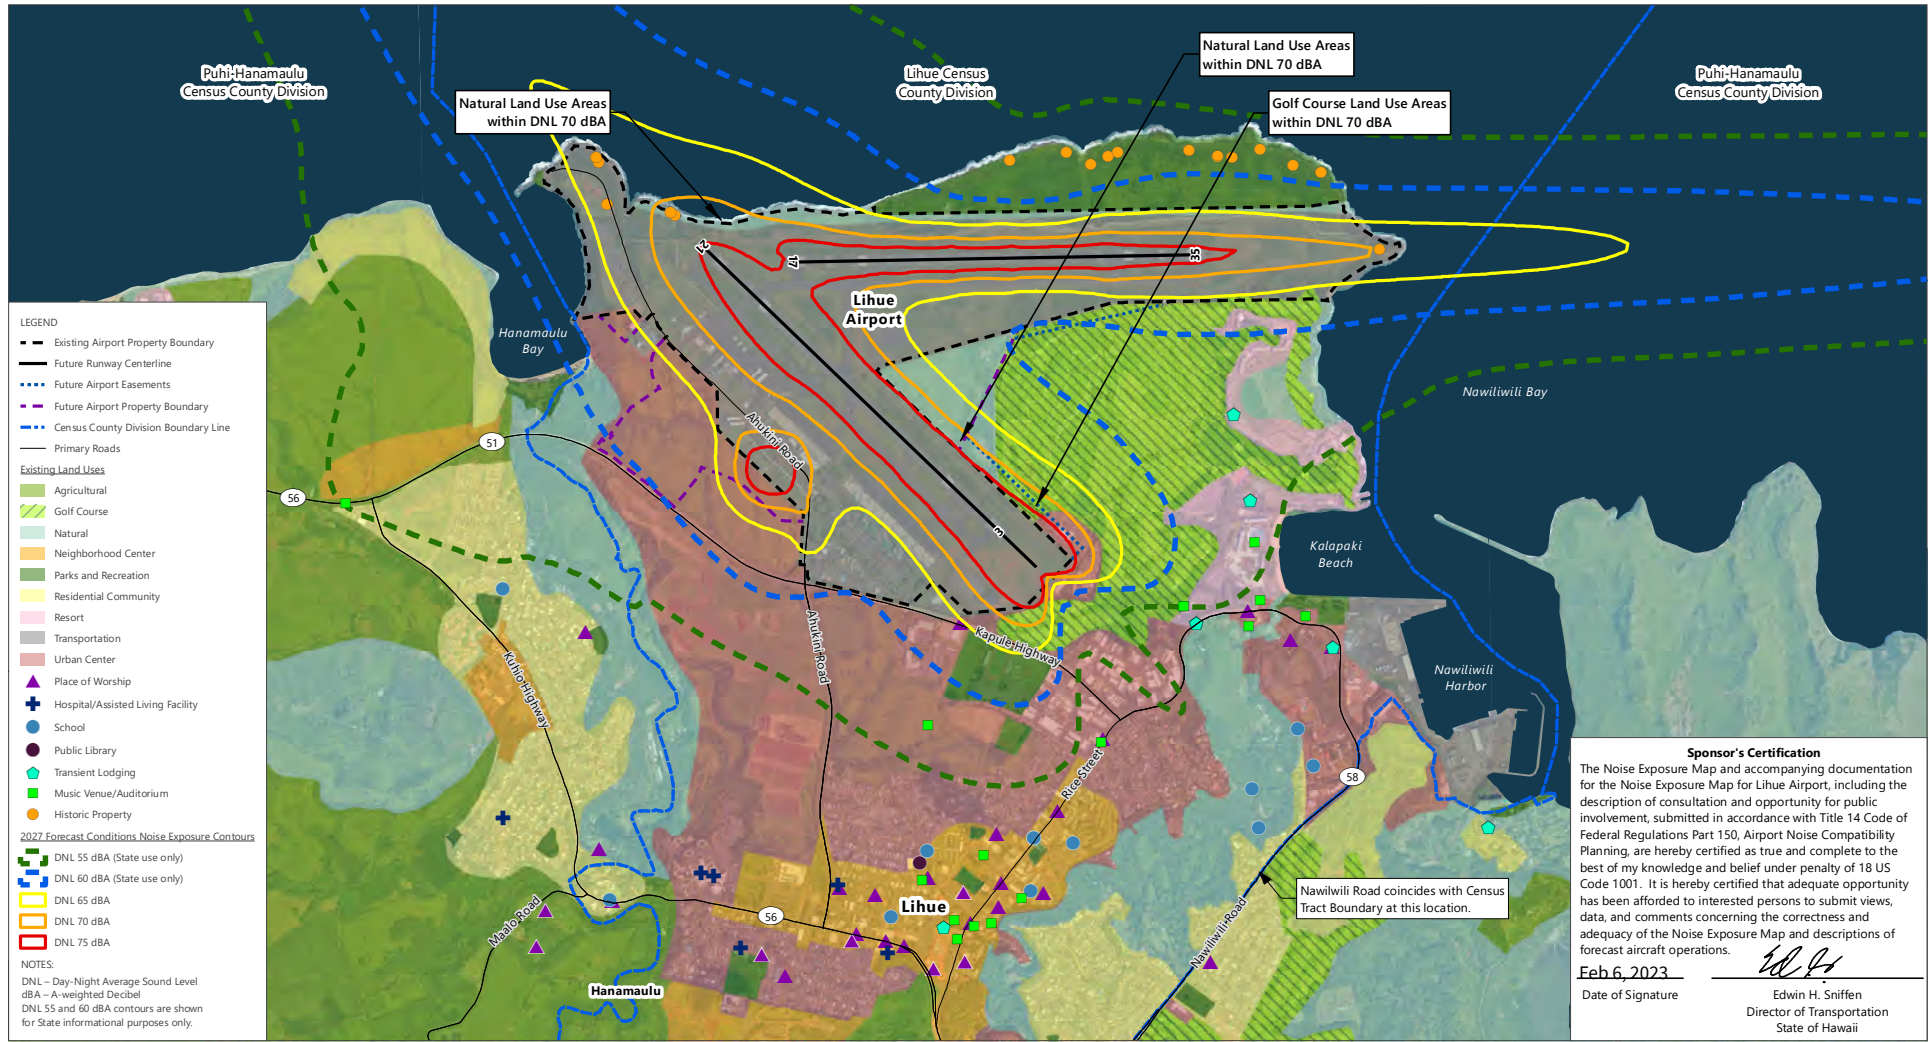 Puhi-Hanamaulu
Census County Division
Lihue Census
County Division
Puhi-Hanamaulu
Census County Division
Natural Land Use Areas
within DNL 70 dBA
Natural Land Use Areas
within DNL 70 dBA
Golf Course Land Use Areas
within DNL 70 dBA
21
17
35
3
Lihue
Airport
Hanamaulu
Bay
Nawiliwili Bay
Ahukini Road
51
56
Kalapaki
Beach
Kapule Highway
Ahukini Road
Kuhio Highway
Nawiliwili
Harbor
Rice Street
58
Lihue
56
Maalo Road
Nawiliwili Road
Hanamaulu
Nawilwili Road coincides with Census
Tract Boundary at this location.
LEGEND
Existing Airport Property Boundary
Future Runway Centerline
Future Airport Easements
Future Airport Property Boundary
Census County Division Boundary Line
Primary Roads
Existing Land Uses
Agricultural
Golf Course
Natural
Neighborhood Center
Parks and Recreation
Residential Community
Resort
Transportation
Urban Center
Place of Worship
Hospital/Assisted Living Facility
School
Public Library
Transient Lodging
Music Venue/Auditorium
Historic Property
2027 Forecast Conditions Noise Exposure Contours
DNL 55 dBA (State use only)
DNL 60 dBA (State use only)
DNL 65 dBA
DNL 70 dBA
DNL 75 dBA
NOTES:
DNL – Day-Night Average Sound Level
dBA – A-weighted Decibel
DNL 55 and 60 dBA contours are shown
for State informational purposes only.
Sponsor's Certification
The Noise Exposure Map and accompanying documentation
for the Noise Exposure Map for Lihue Airport, including the
description of consultation and opportunity for public
involvement, submitted in accordance with Title 14 Code of
Federal Regulations Part 150, Airport Noise Compatibility
Planning, are hereby certified as true and complete to the
best of my knowledge and belief under penalty of 18 US
Code 1001. It is hereby certified that adequate opportunity
has been afforded to interested persons to submit views,
data, and comments concerning the correctness and
adequacy of the Noise Exposure Map and descriptions of
forecast aircraft operations.
Feb 6, 2023
Date of Signature
Edwin H. Sniffen
Director of Transportation
State of Hawaii